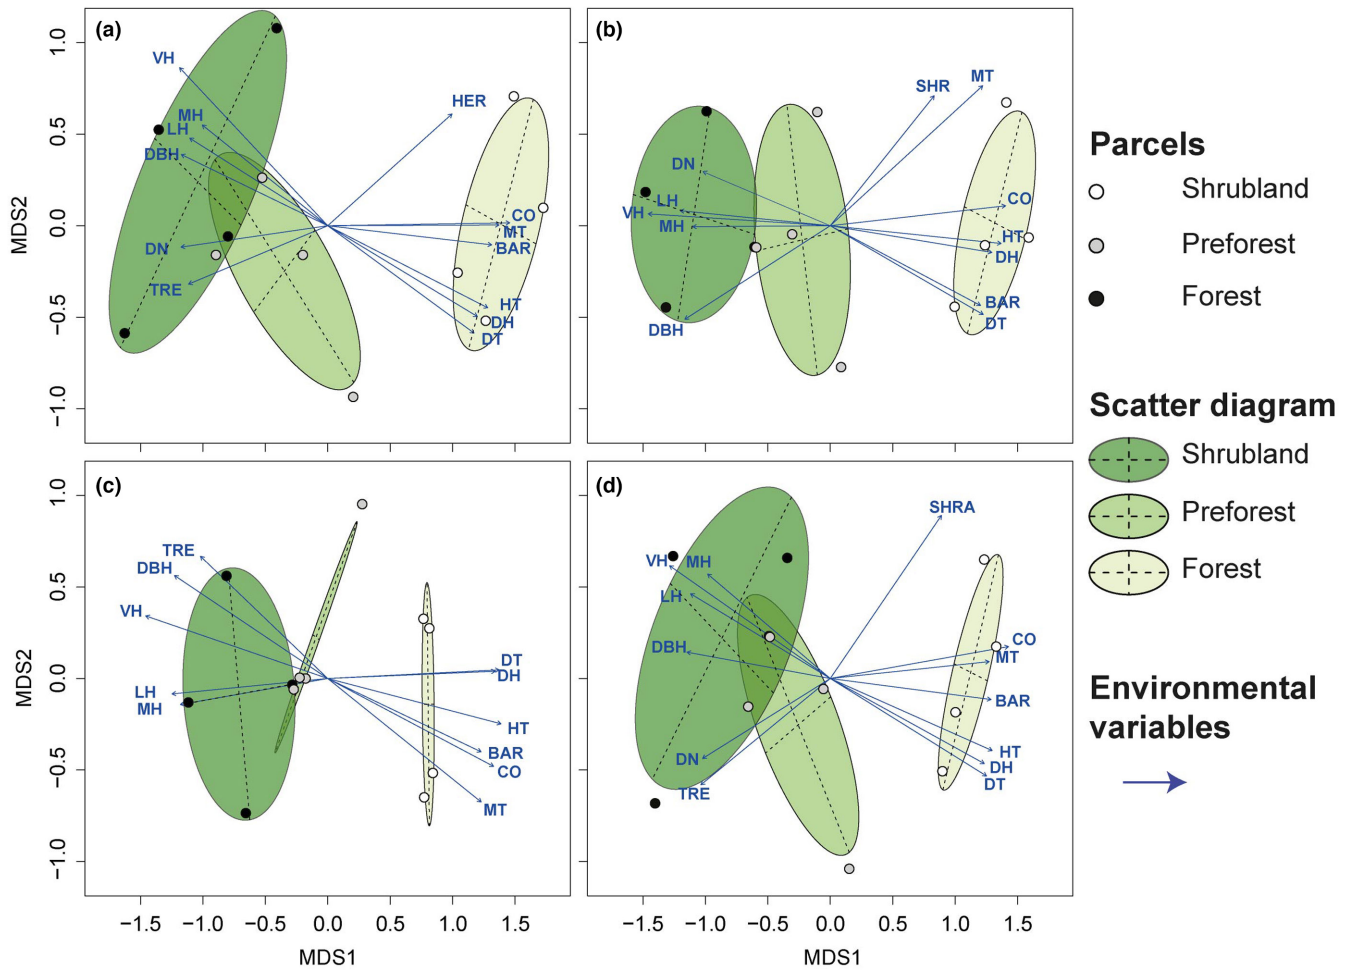 (a)
VH
MH
LH
DBH
DN
TRE
HER
CO
MT
BAR
HT
DH
DT
1.0
0.5
0.0
−0.5
−1.0
MDS2
(b)
SHR
MT
DN
LH
VH
MH
DBH
CO
HT
DH
BAR
DT
(c)
TRE
DBH
VH
LH
MH
DT
DH
HT
BAR
CO
MT
1.0
0.5
0.0
−0.5
−1.0
MDS2
−1.5 −1.0 −0.5 0.0 0.5 1.0 1.5
MDS1
(d)
SHRA
VH
MH
LH
DBH
DN
TRE
CO
MT
BAR
HT
DH
DT
−1.5 −1.0 −0.5 0.0 0.5 1.0 1.5
MDS1
Parcels
Shrubland
Preforest
Forest
Scatter diagram
Shrubland
Preforest
Forest
Environmental
variables